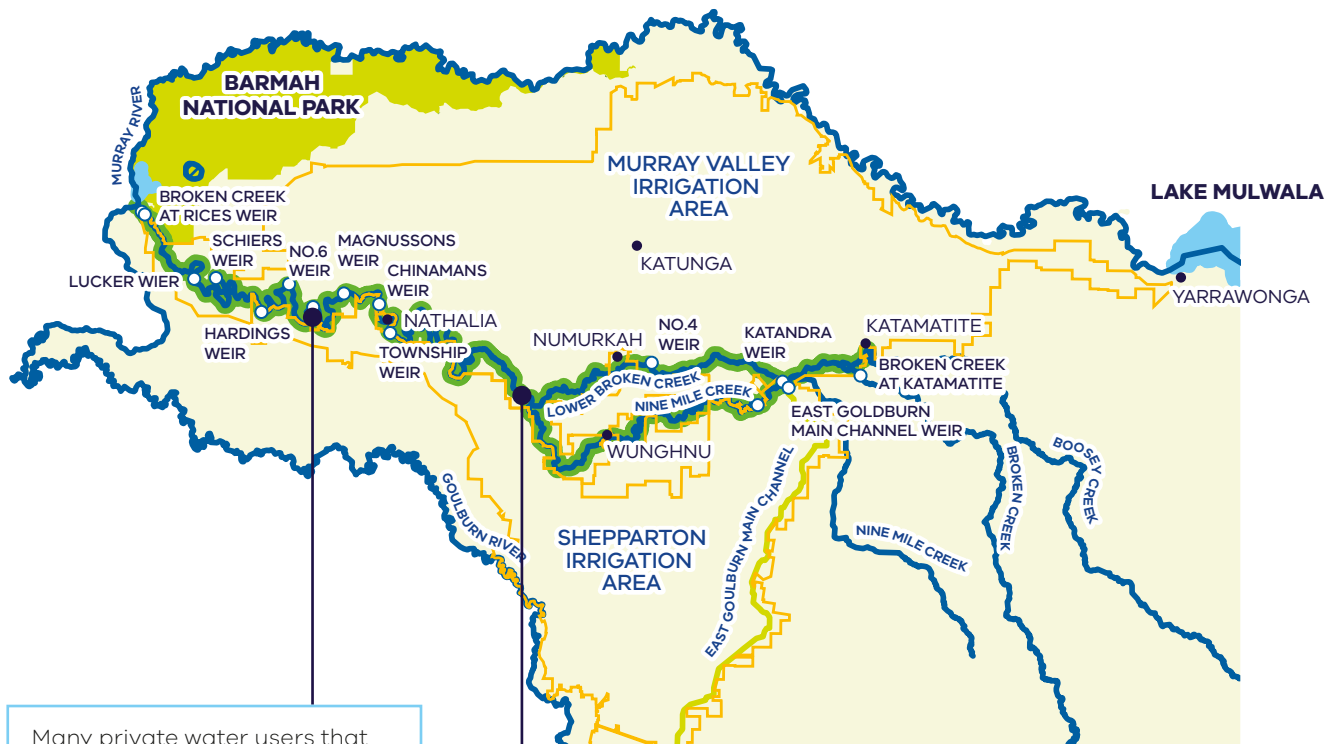 BARMAH
NATIONAL PARK
MURRAY RIVER
MURRAY VALLEY
IRRIGATION
AREA
LAKE MULWALA
BROKEN CREEK
AT RICES WEIR
SCHIERS
WEIR
NO.6
WEIR
MAGNUSSONS
WEIR
CHINAMANS
WEIR
KATUNGA
LUCKER WIER
YARRAWONGA
HARDINGS
WEIR
NATHALIA
TOWNSHIP
WEIR
NUMURKAH
NO.4
WEIR
KATANDRA
WEIR
KATAMATITE
BROKEN CREEK
AT KATAMATITE
LOWER BROKEN CREEK
NINE MILE CREEK
EAST GOLDBURN
MAIN CHANNEL WEIR
WUNGHNU
BOOSEY CREEK
BROKEN CREEK
GOULBURN RIVER
EAST GOULBURN MAIN CHANNEL
NINE MILE CREEK
SHEPPARTON
IRRIGATION
AREA
Many private water users that